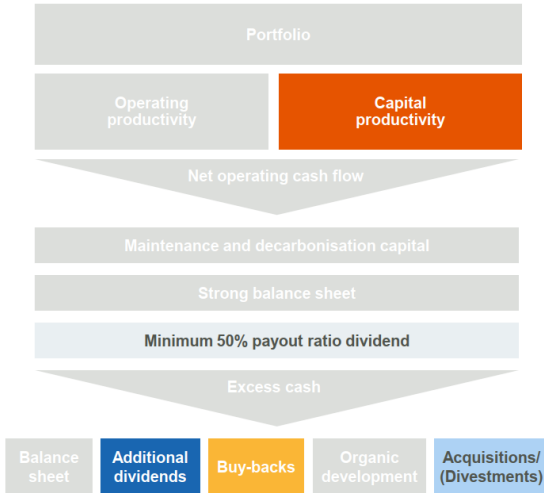 Portfolio
Operating
productivity
Capital
productivity
Net operating cash flow
Maintenance and decarbonisation capital
Strong balance sheet
Minimum 50% payout ratio dividend
Excess cash
Balance
sheet
Additional
dividends
Buy-backs
Organic
development
Acquisitions/
(Divestments)